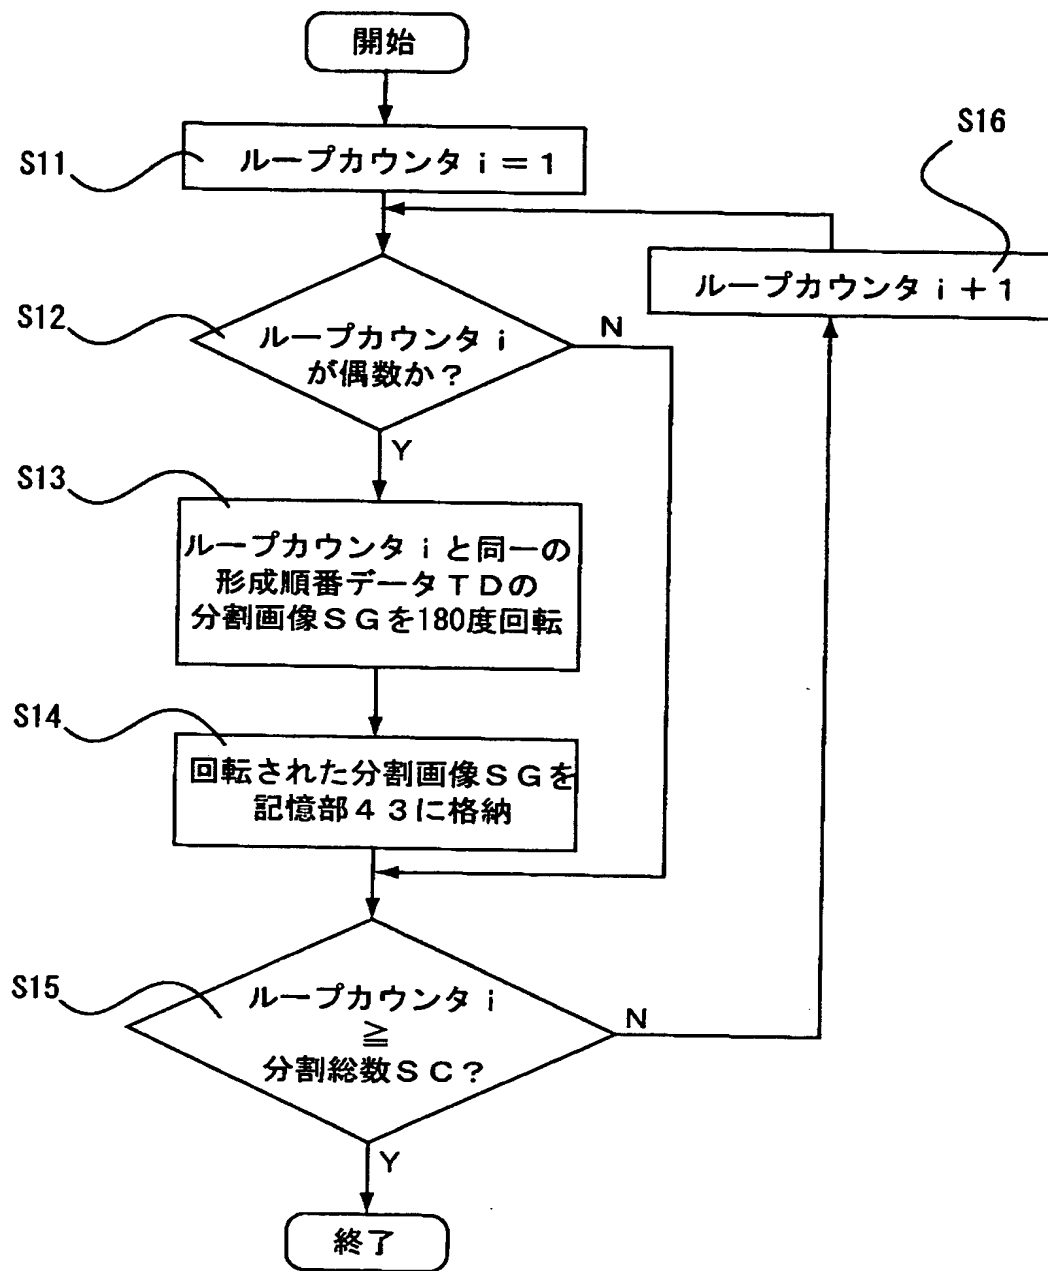 開始
S11
ループカウンタｉ＝１
S16
ループカウンタｉ＋１
S12
ループカウンタｉ
が偶数か？
N
Y
S13
ループカウンタｉと同一の
形成順番データＴＤの
分割画像ＳＧを180度回転
S14
回転された分割画像ＳＧを
記憶部４３に格納
S15
ループカウンタｉ
≧
分割総数ＳＣ？
N
Y
終了